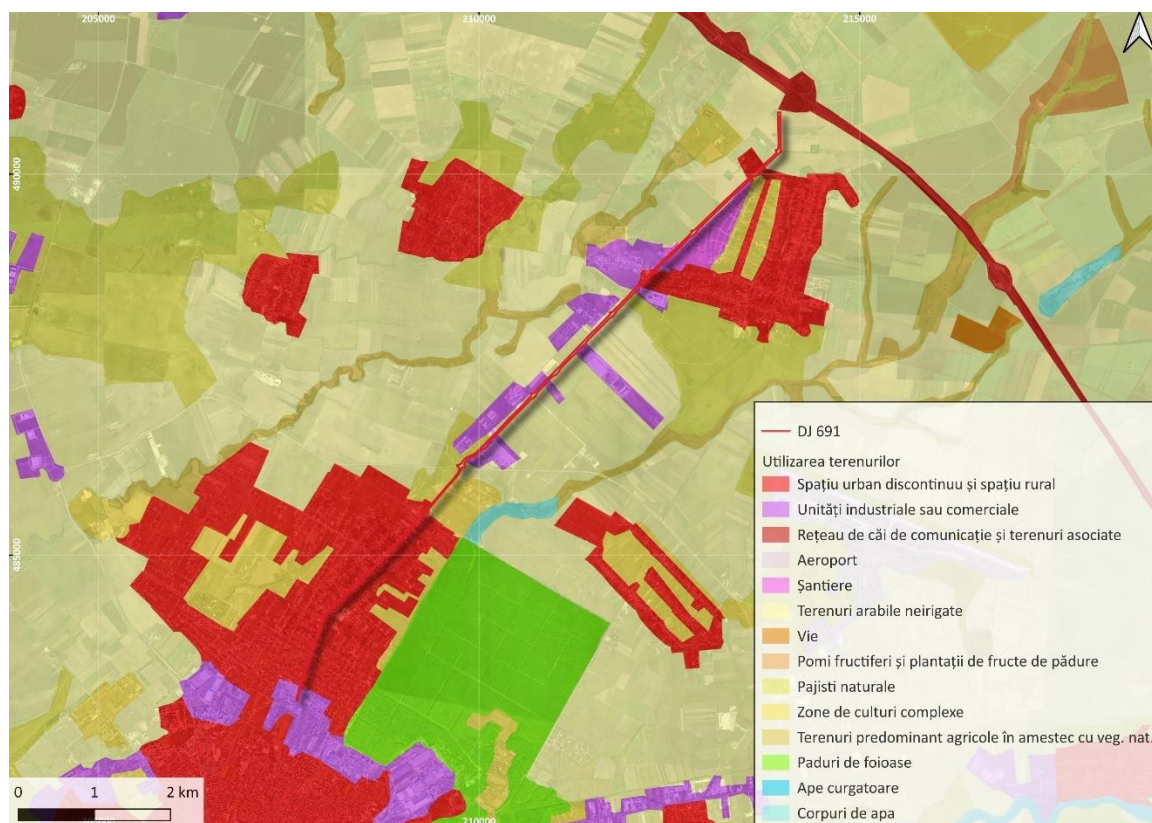 205000
210000
215000
490000
490000
485000
485000
DJ 691
Utilizarea terenurilor
Spațiu urban discontinuu și spațiu rural
Unități industriale sau comerciale
Rețeau de căi de comunicație și terenuri asociate
Aeroport
Șantiere
Terenuri arabile neirigate
Vie
Pomi fructiferi și plantații de fructe de pădure
Pajisti naturale
Zone de culturi complexe
Terenuri predominant agricole în amestec cu veg. nat.
Paduri de foioase
Ape curgatoare
Corpuri de apa
0 1 2 km
210000